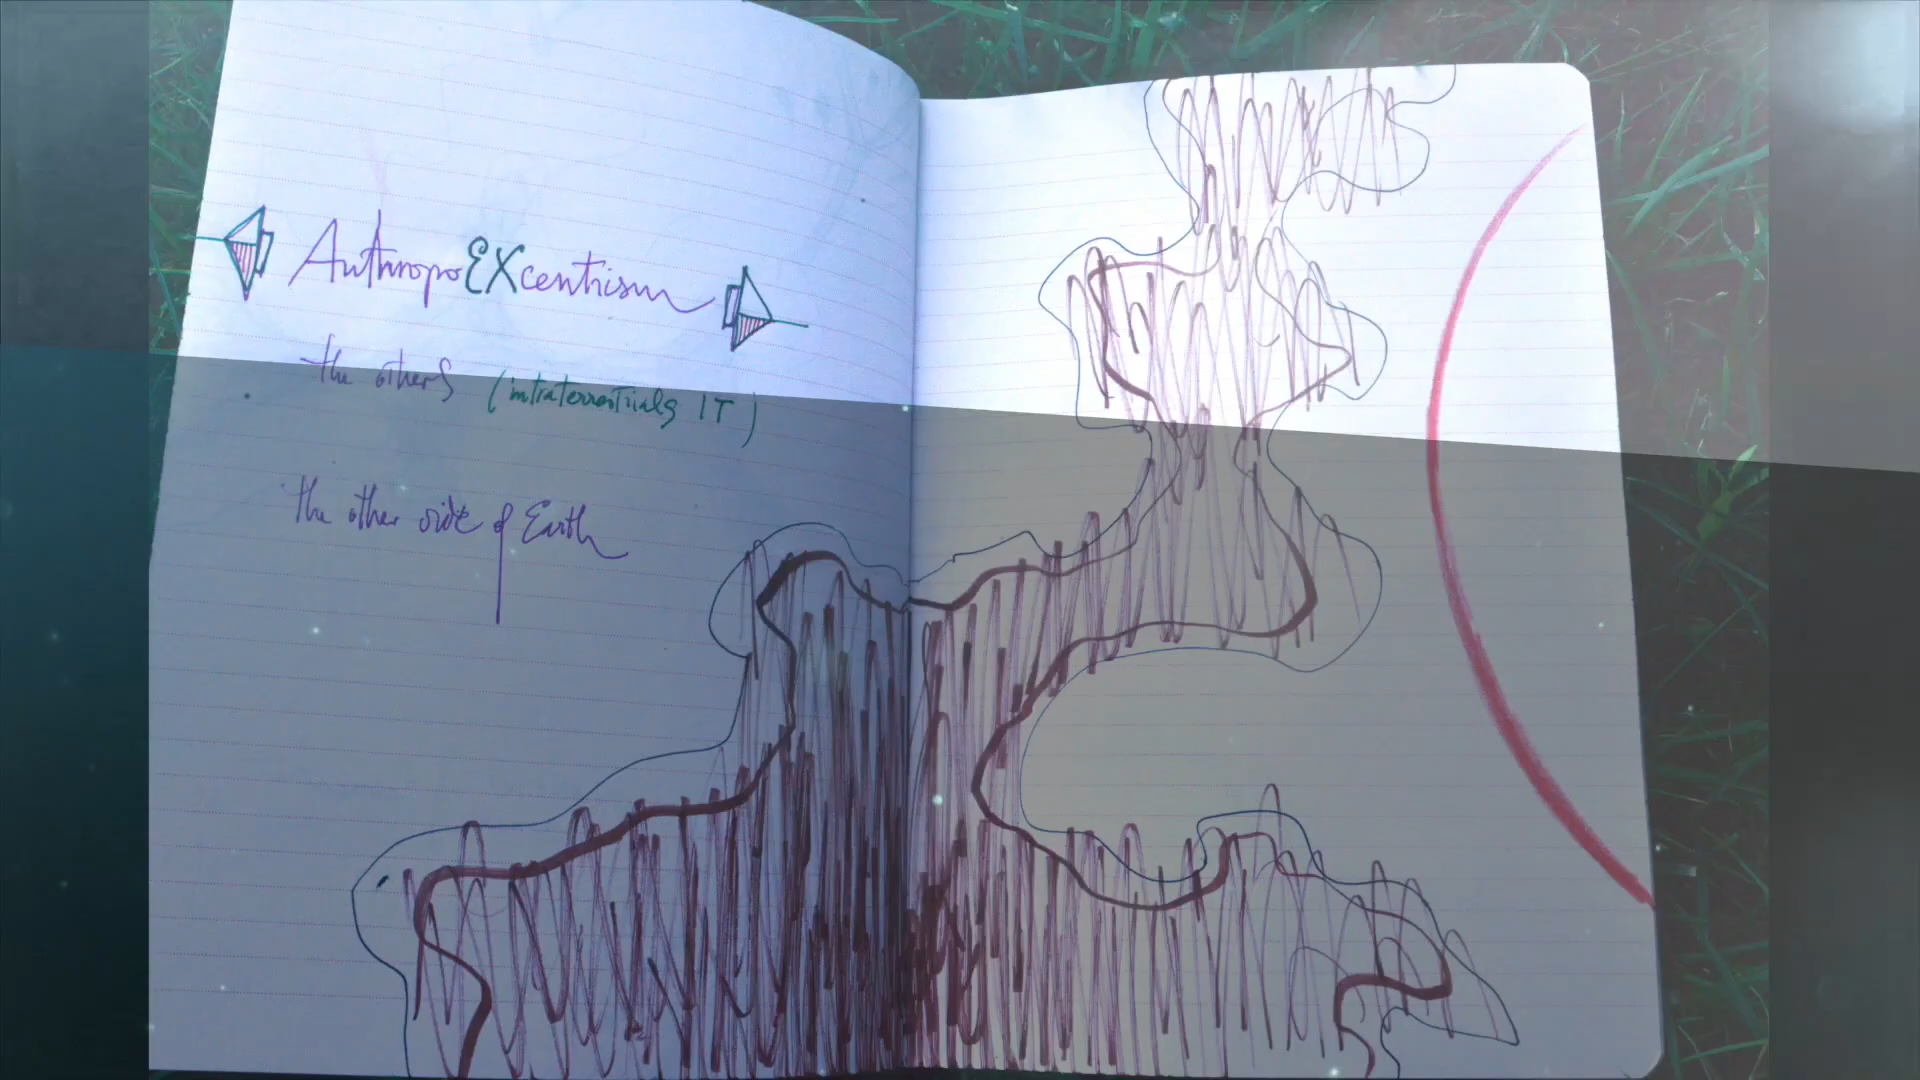 AnthropoEXcentrism
the others (intraterrestrials IT)
the other side of Earth